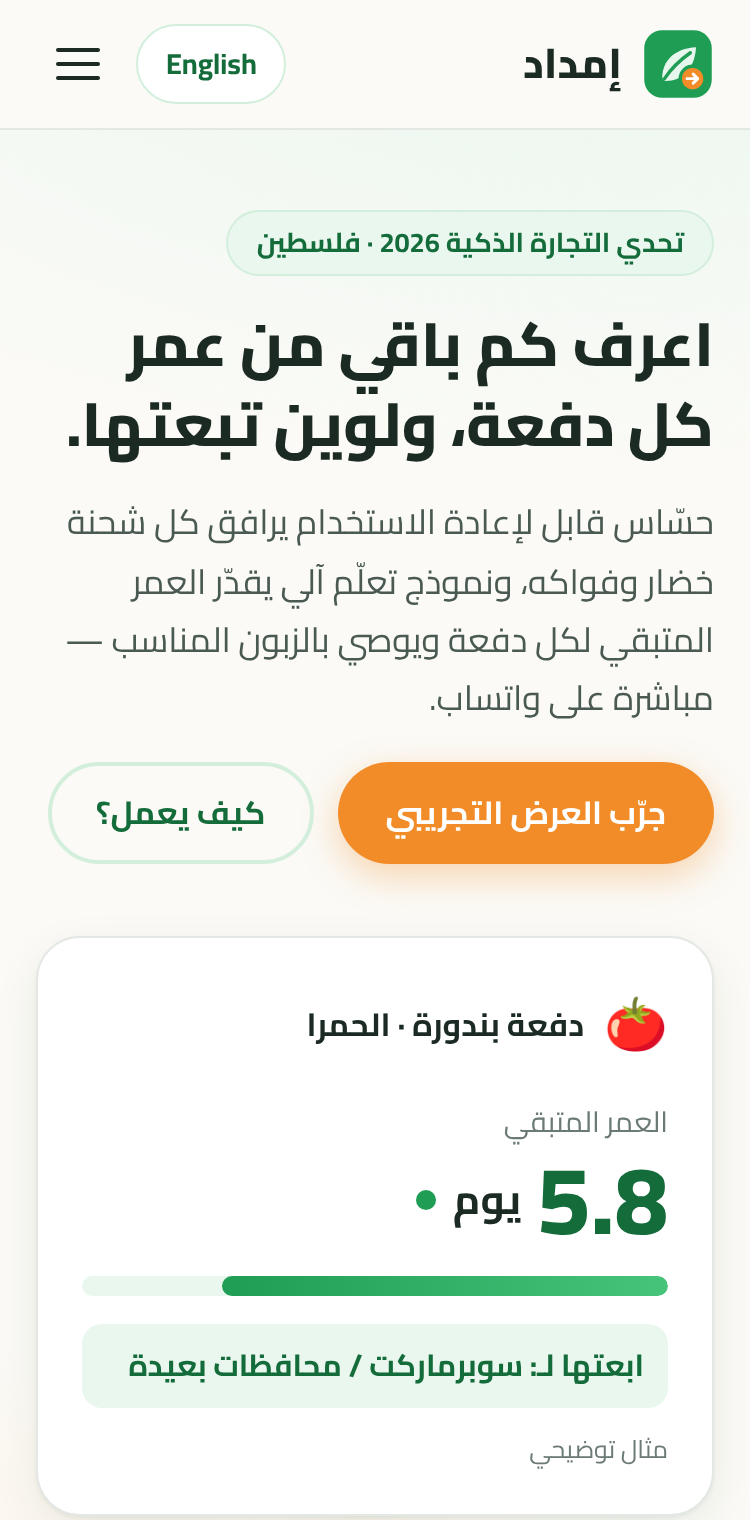 إمداد
English
تحدي التجارة الذكية 2026 · فلسطين
اعرف كم باقي من عمر
كل دفعة، ولوين تبعتها.
حسّاس قابل لإعادة الاستخدام يرافق كل شحنة
خضار وفواكه، ونموذج تعلّم آلي يقدّر العمر
المتبقي لكل دفعة ويوصي بالزبون المناسب —
مباشرة على واتساب.
جرّب العرض التجريبي
كيف يعمل؟
دفعة بندورة · الحمرا
العمر المتبقي
5.8 يوم
ابعتها لـ: سوبرماركت / محافظات بعيدة
مثال توضيحي